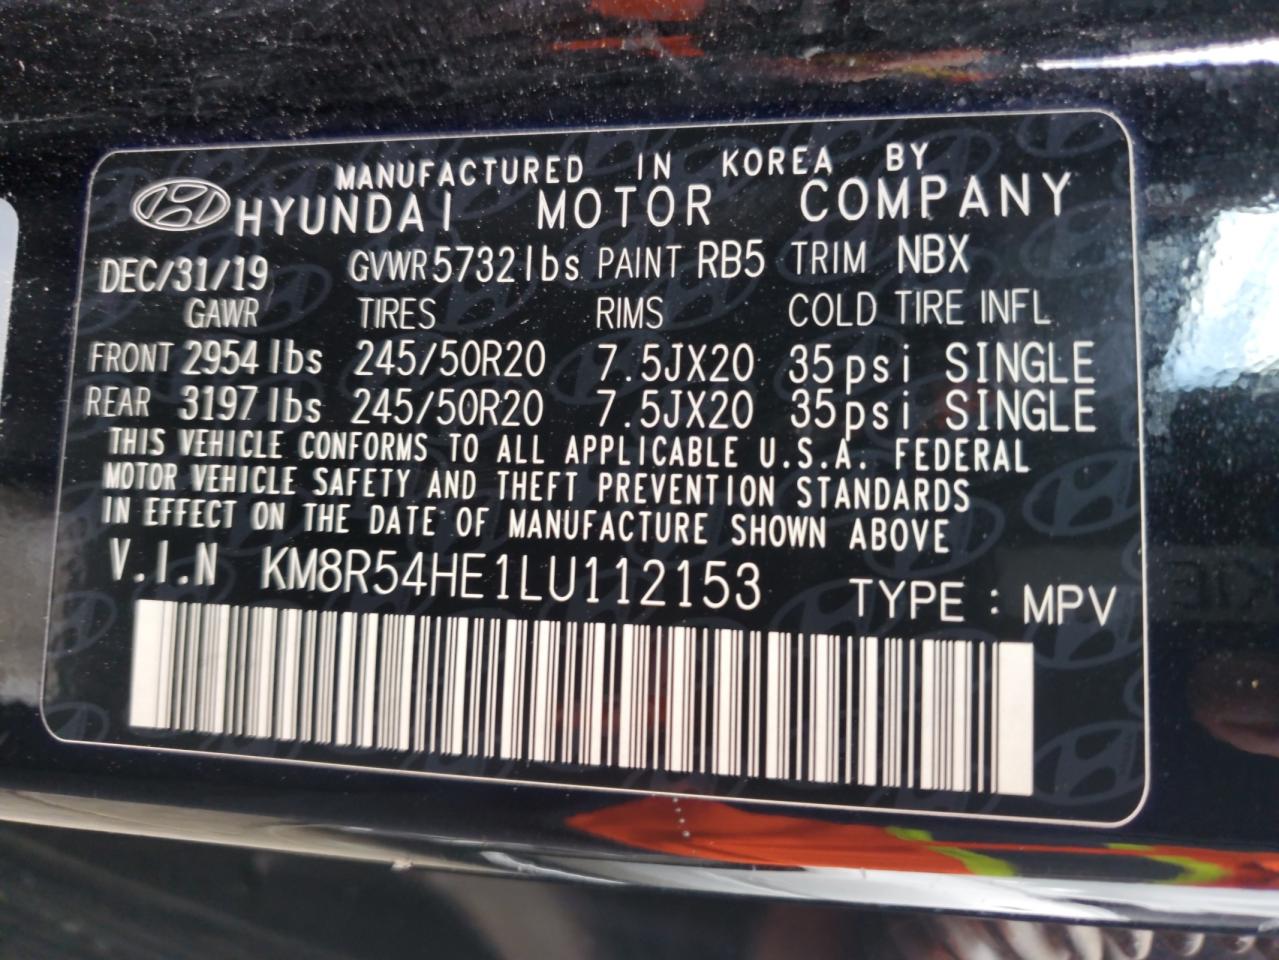 MANUFACTURED IN KOREA BY
HYUNDAI MOTOR COMPANY
DEC/31/19 GVWR 5732 lbs PAINT RB5 TRIM NBX
GAWR TIRES RIMS COLD TIRE INFL
FRONT 2954 lbs 245/50R20 7.5JX20 35psi SINGLE
REAR 3197 lbs 245/50R20 7.5JX20 35psi SINGLE
THIS VEHICLE CONFORMS TO ALL APPLICABLE U.S.A. FEDERAL
MOTOR VEHICLE SAFETY AND THEFT PREVENTION STANDARDS
IN EFFECT ON THE DATE OF MANUFACTURE SHOWN ABOVE
V.I.N KM8R54HE1LU112153 TYPE : MPV